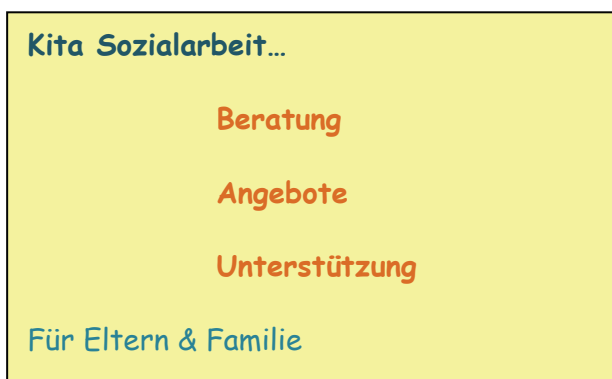 Kita Sozialarbeit…
Beratung
Angebote
Unterstützung
Für Eltern & Familie